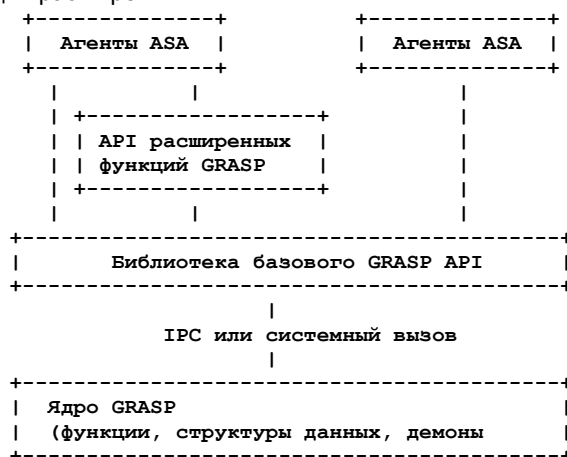 Агенты ASA Агенты ASA
API расширенных
функций GRASP
Библиотека базового GRASP API
IPC или системный вызов
Ядро GRASP
(функции, структуры данных, демоны